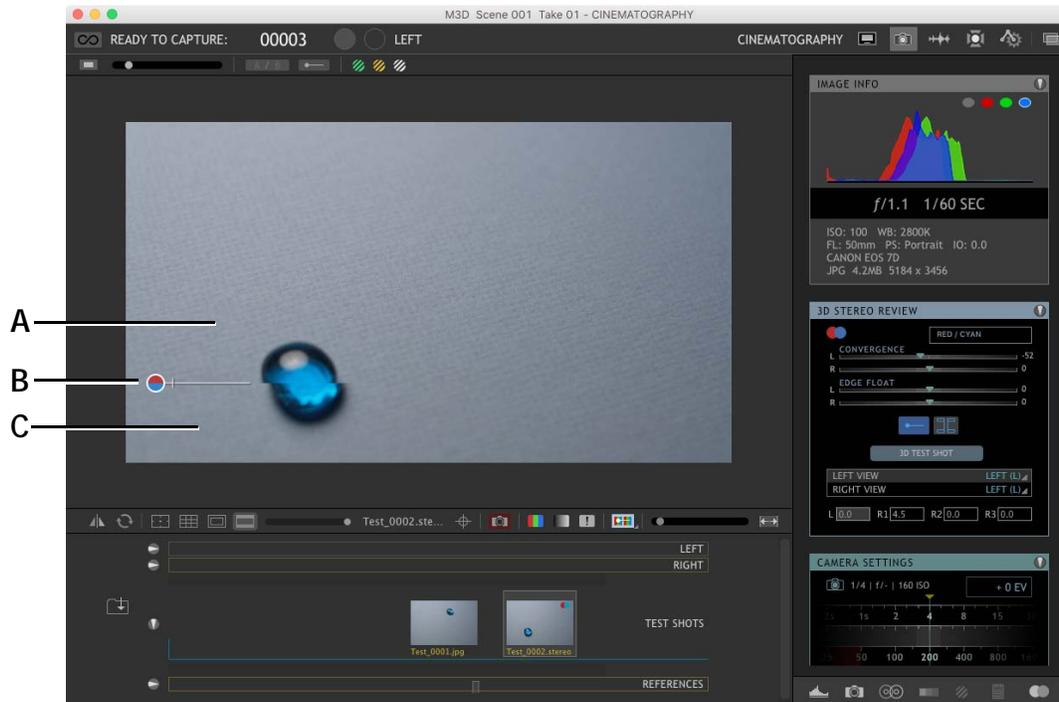 M3D Scene 001 Take 01 - CINEMATOGRAPHY
READY TO CAPTURE: 00003 LEFT CINEMATOGRAPHY
A / B
IMAGE INFO
f/1.1 1/60 SEC
ISO: 100 WB: 2800K
FL: 50mm PS: Portrait IO: 0.0
CANON EOS 7D
JPG 4.2MB 5184 x 3456
A
B
C
3D STEREO REVIEW
RED / CYAN
CONVERGENCE
L -52
R 0
EDGE FLOAT
L 0
R 0
3D TEST SHOT
LEFT VIEW LEFT (L)
RIGHT VIEW LEFT (L)
L 0.0 R1 4.5 R2 0.0 R3 0.0
Test_0002.ste...
LEFT
RIGHT
TEST SHOTS
Test_0001.jpg Test_0002.stereo
REFERENCES
CAMERA SETTINGS
1/4 | f/- | 160 ISO + 0 EV
1s 2 4 8 15
50 100 200 400 800